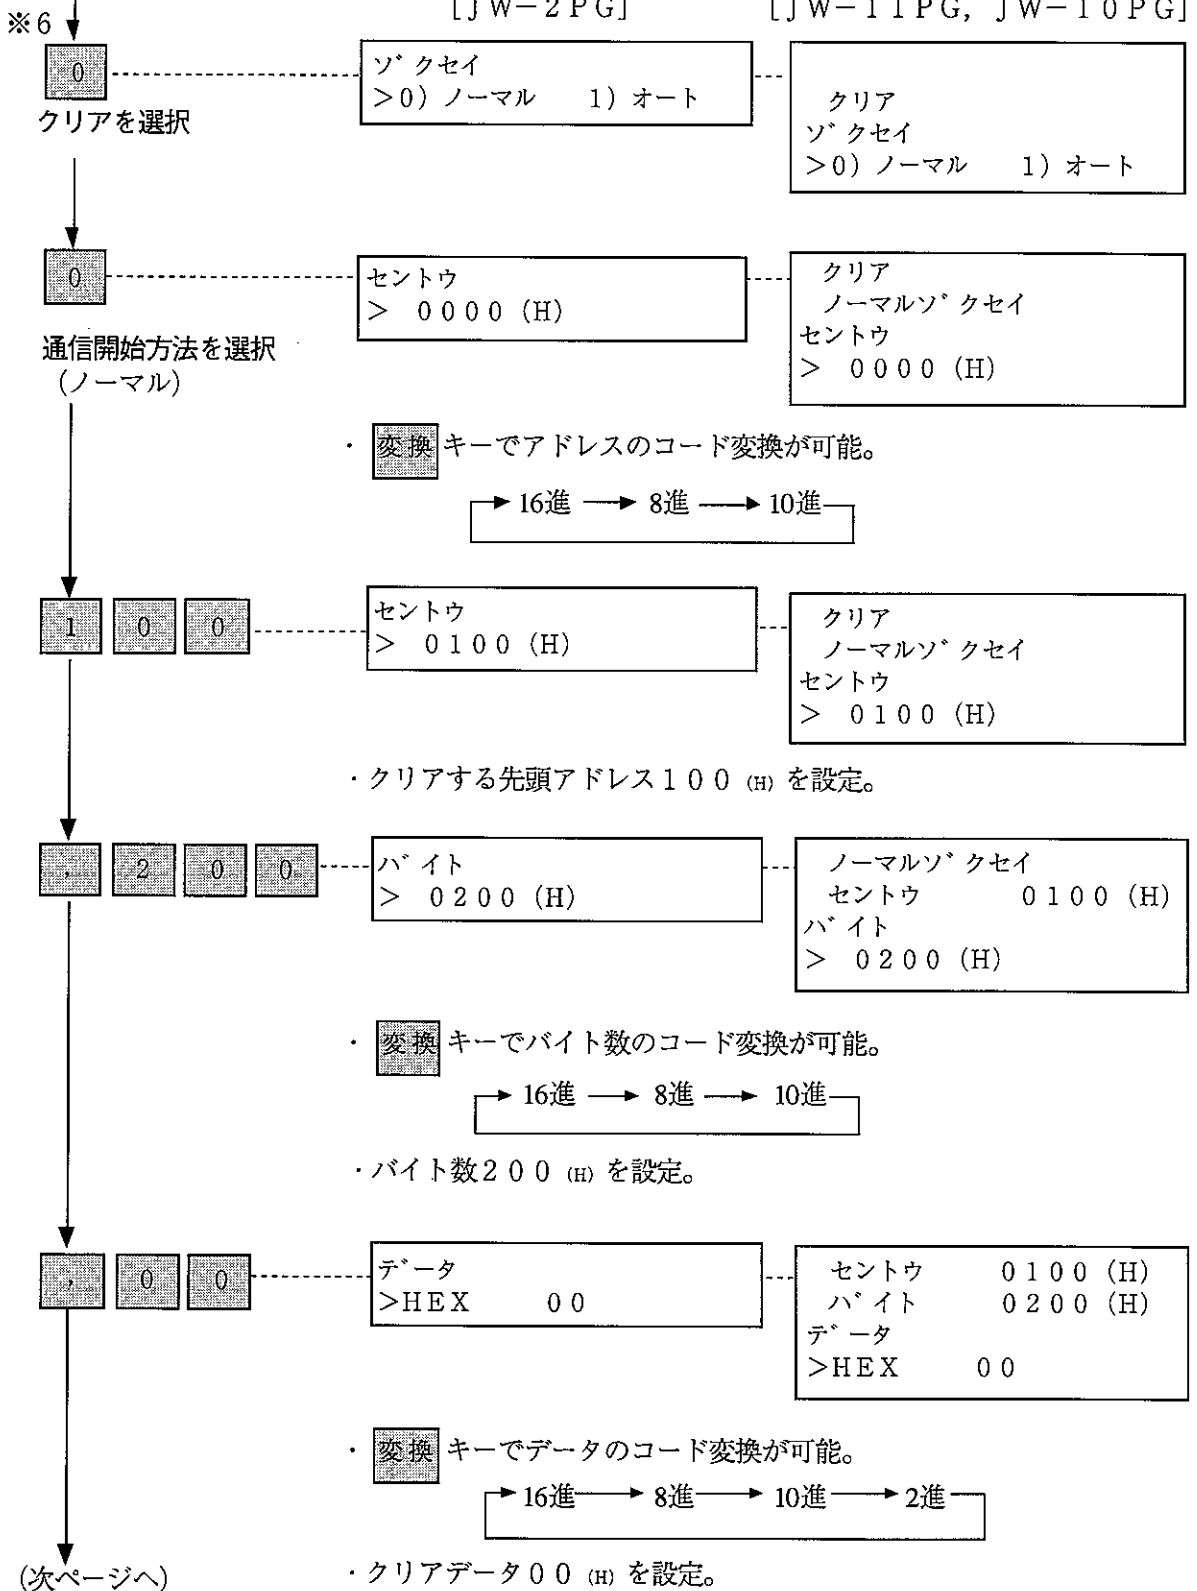 [JW−2PG]　[JW−11PG, JW−10PG]
※6
0
クリアを選択
ゾクセイ
>0) ノーマル　1) オート
クリア
ゾクセイ
>0) ノーマル　1) オート
0
通信開始方法を選択
(ノーマル)
セントウ
> 0000 (H)
クリア
ノーマルゾクセイ
セントウ
> 0000 (H)
・変換キーでアドレスのコード変換が可能。
16進 → 8進 → 10進
1 0 0
セントウ
> 0100 (H)
クリア
ノーマルゾクセイ
セントウ
> 0100 (H)
・クリアする先頭アドレス100 (H) を設定。
, 2 0 0
バイト
> 0200 (H)
ノーマルゾクセイ
セントウ　0100 (H)
バイト
> 0200 (H)
・変換キーでバイト数のコード変換が可能。
16進 → 8進 → 10進
・バイト数200 (H) を設定。
, 0 0
データ
>HEX　00
セントウ　0100 (H)
バイト　0200 (H)
データ
>HEX　00
・変換キーでデータのコード変換が可能。
16進 → 8進 → 10進 → 2進
(次ページへ)
・クリアデータ00 (H) を設定。